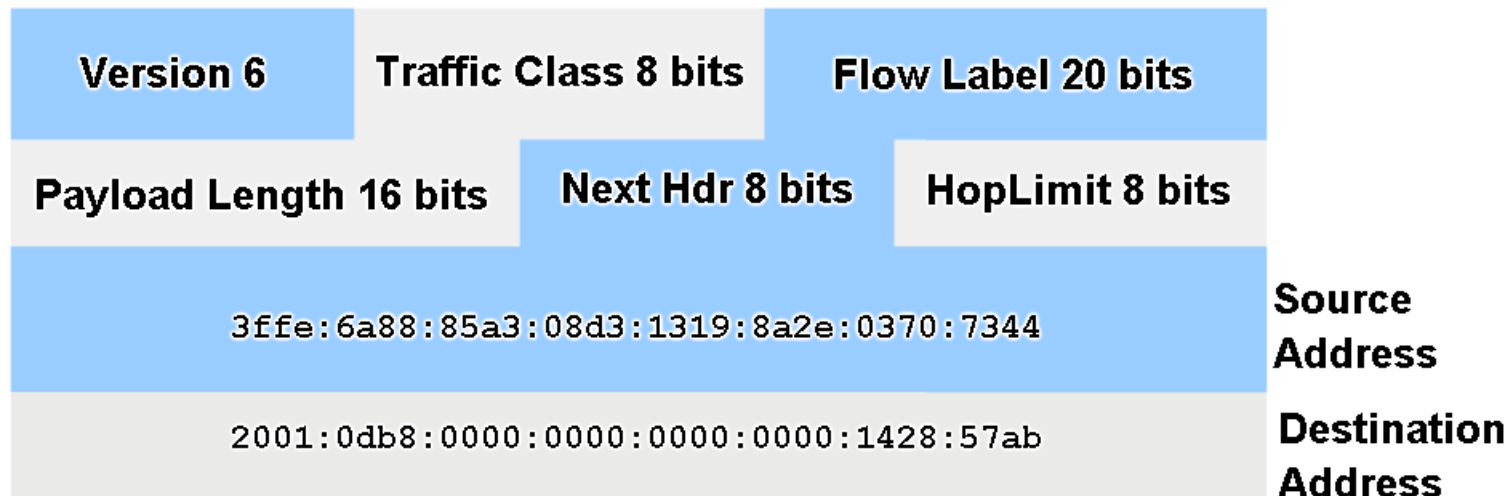 Version 6
Traffic Class 8 bits
Flow Label 20 bits
Payload Length 16 bits
Next Hdr 8 bits
HopLimit 8 bits
3ffe:6a88:85a3:08d3:1319:8a2e:0370:7344
Source
Address
2001:0db8:0000:0000:0000:0000:1428:57ab
Destination
Address